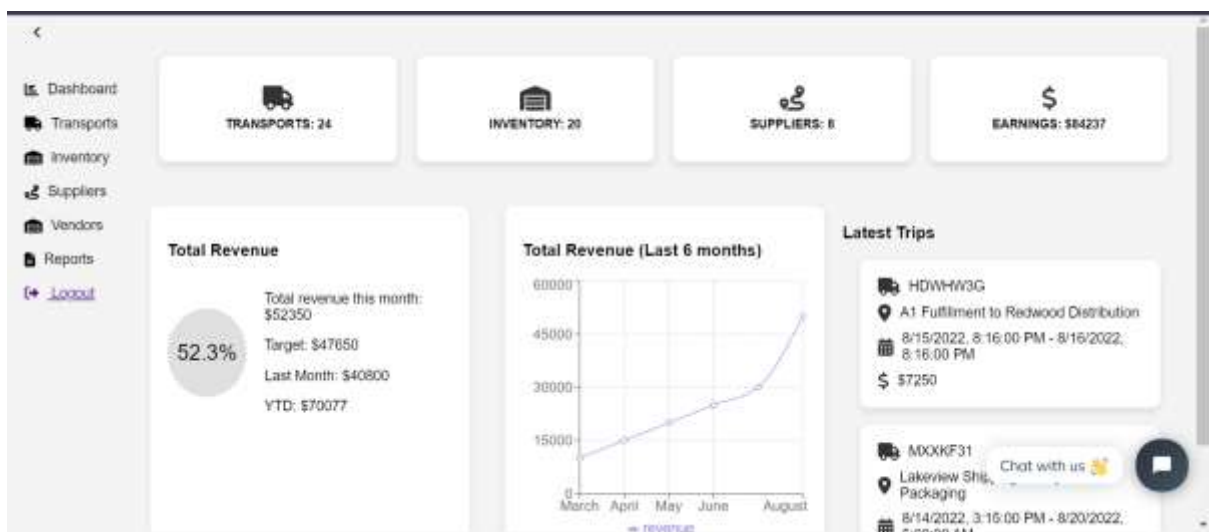 Dashboard
Transports
Inventory
Suppliers
Vendors
Reports
Logout
TRANSPORTS: 24
INVENTORY: 20
SUPPLIERS: 8
EARNINGS: $84237
Total Revenue
52.3%
Total revenue this month:
$52350
Target: $47650
Last Month: $40800
YTD: $70077
Total Revenue (Last 6 months)
60000
45000
30000
15000
0
March April May June August
revenue
Latest Trips
HDWHW3G
A1 Fulfillment to Redwood Distribution
8/15/2022, 8:16:00 PM - 8/16/2022,
8:16:00 PM
$7250
MXXKF31
Lakeview
Packaging
8/14/2022, 3:15:00 PM - 8/20/2022,
Chat with us 👋